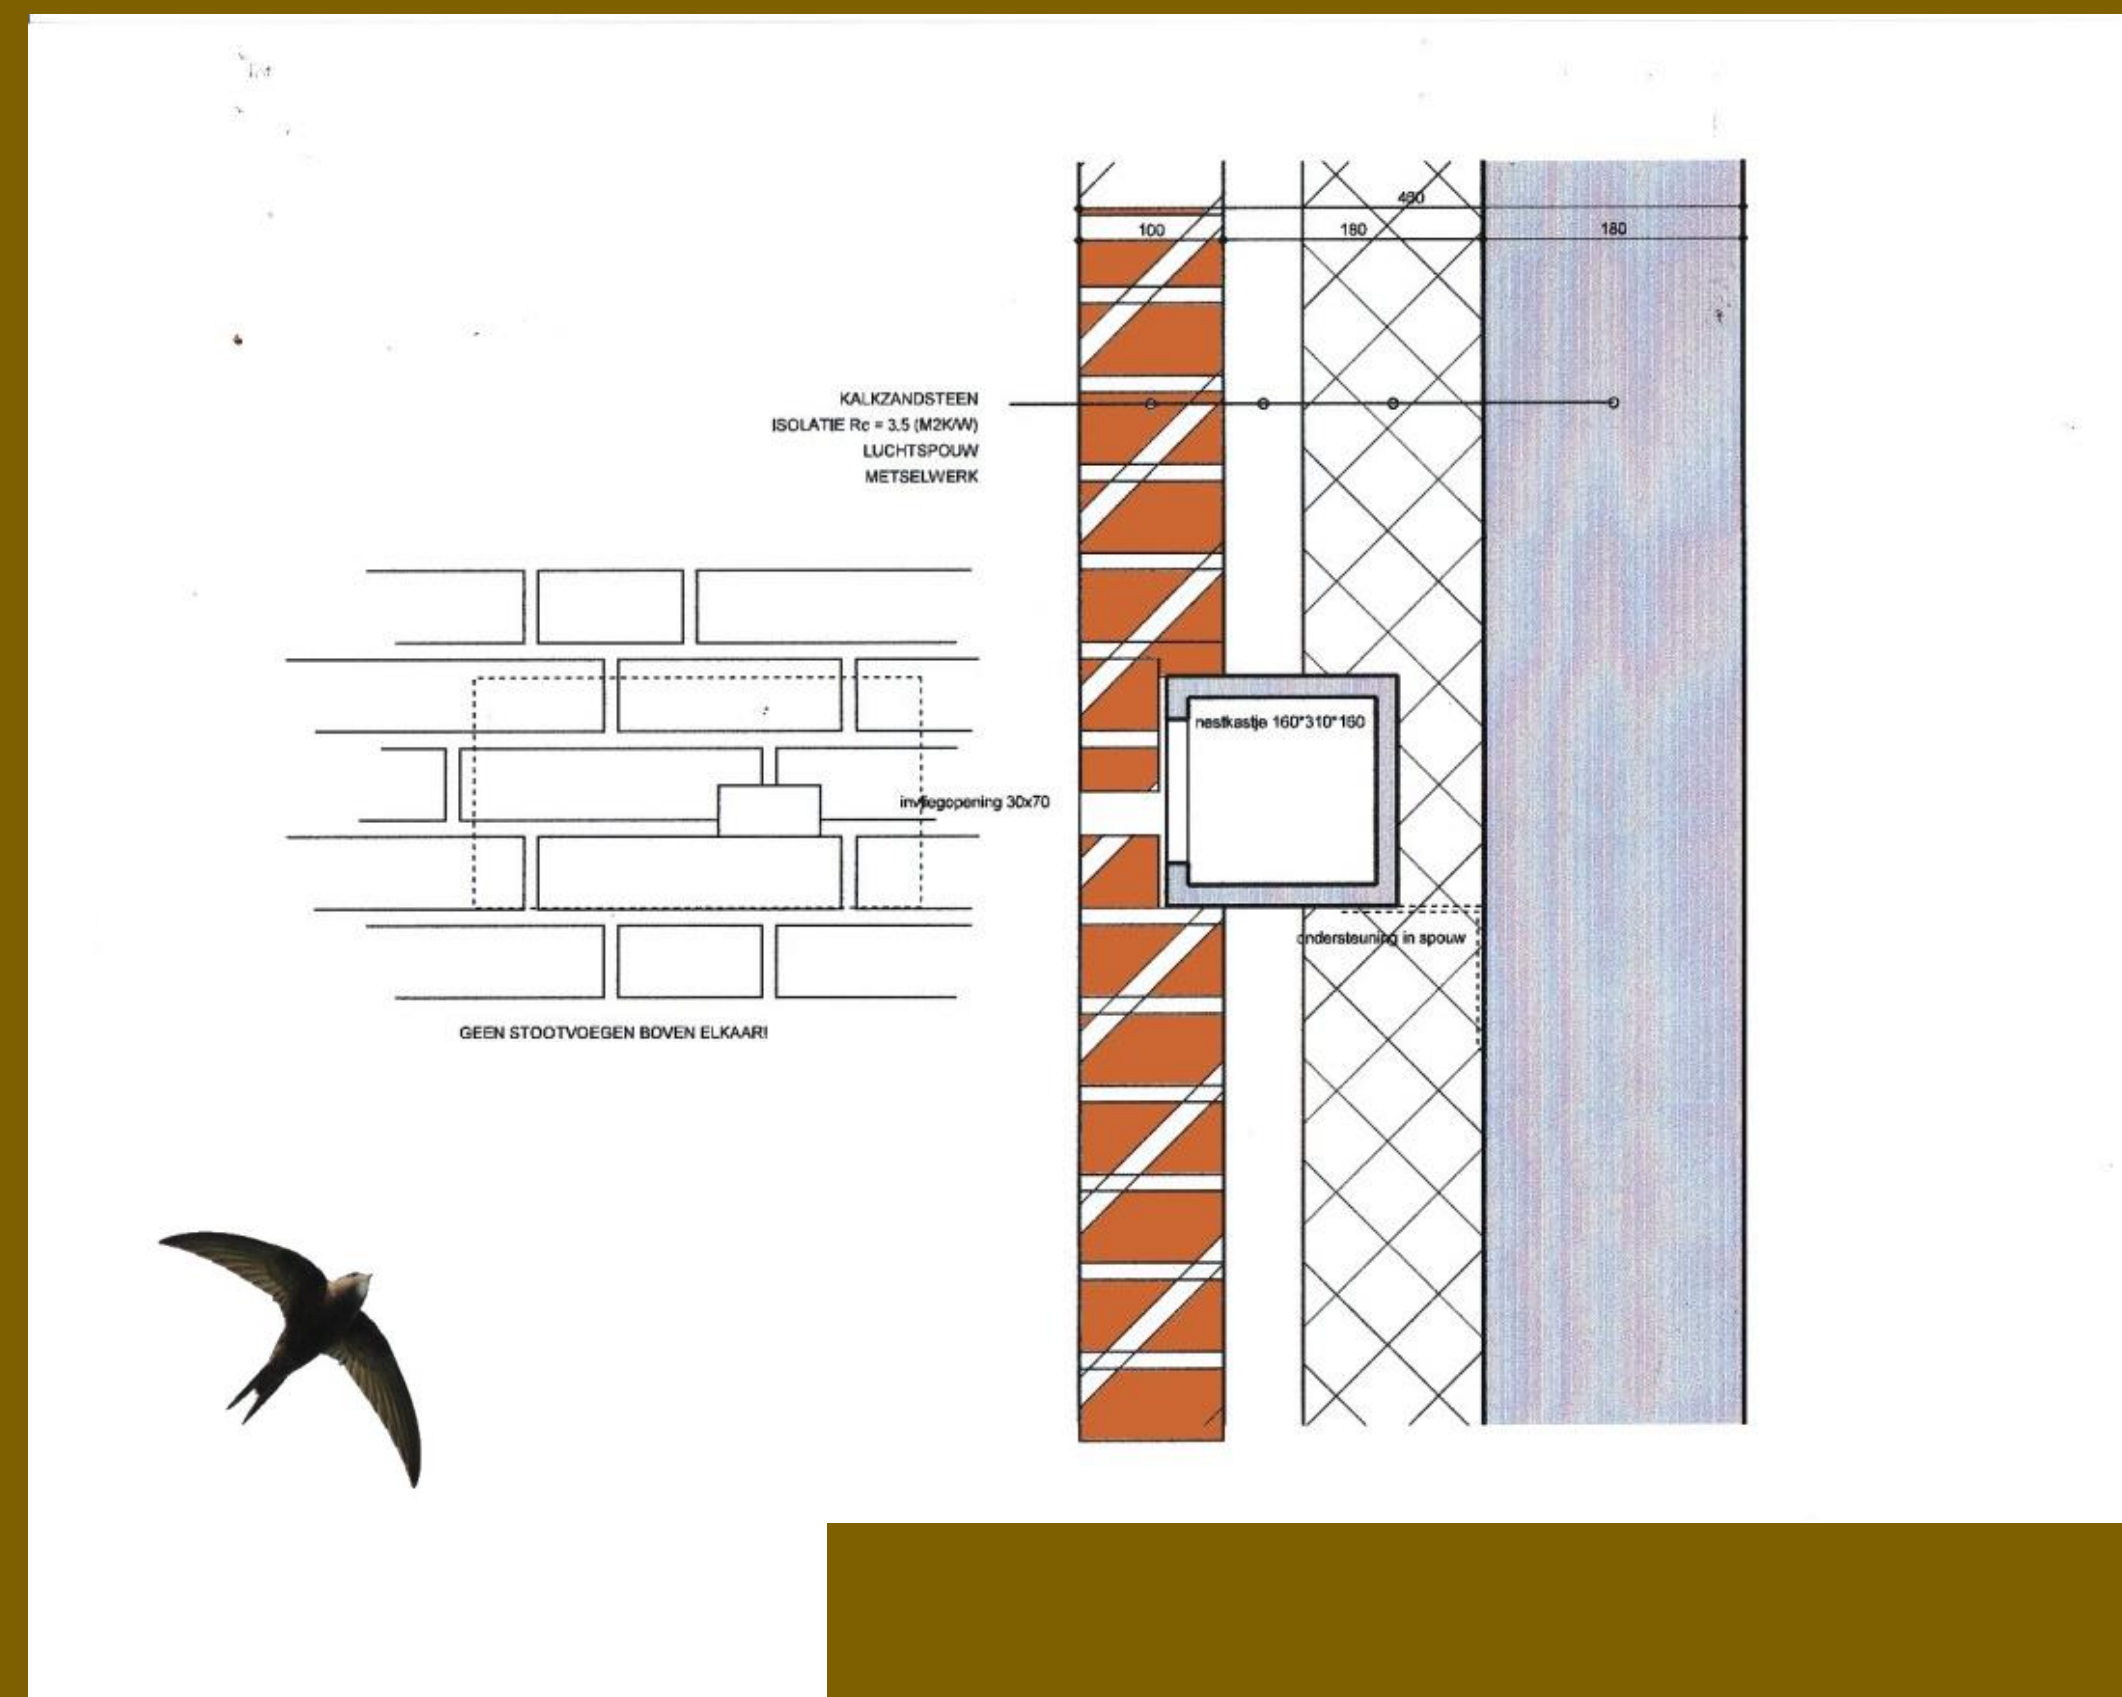 460
100
180
180
KALKZANDSTEEN
ISOLATIE Rc = 3.5 (M2K/W)
LUCHTSPOUW
METSELWERK
nestkastje 160*310*160
invliegopening 30x70
ondersteuning in spouw
GEEN STOOTVOEGEN BOVEN ELKAAR!